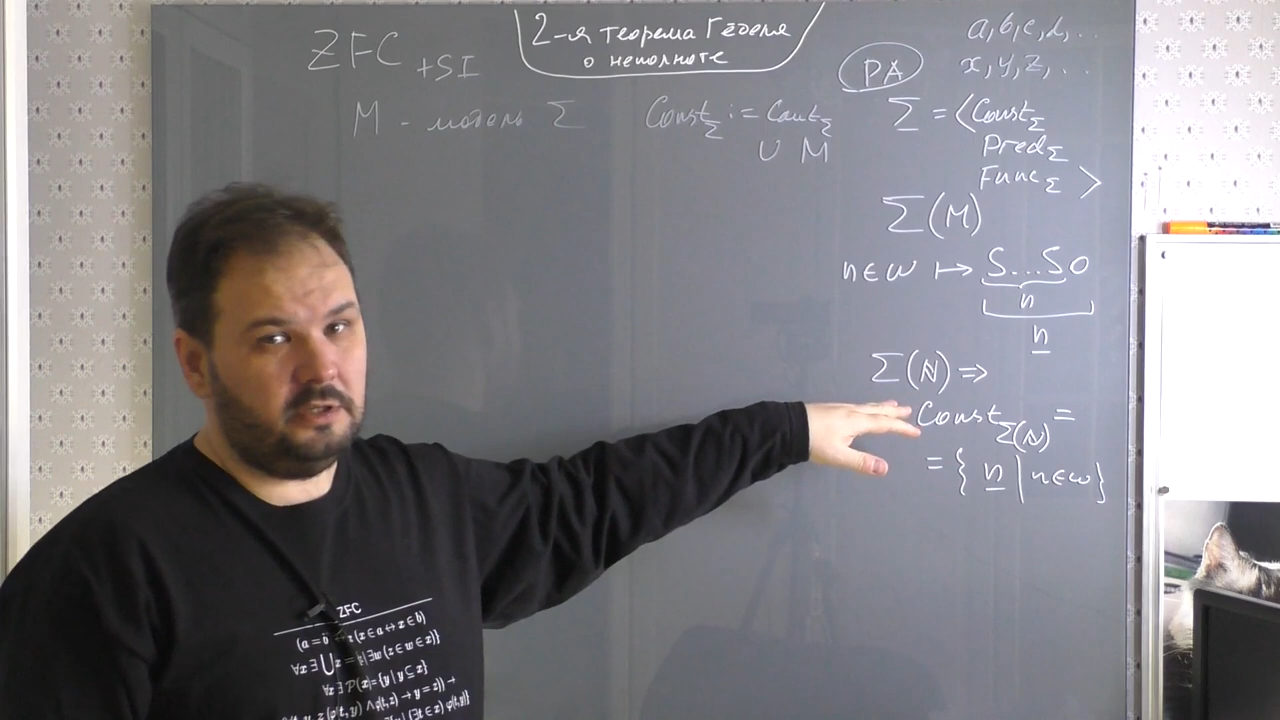 ZFC +SI
2-я теорема Гёделя
о неполноте
M - модель Σ
Const_Σ := Const_Σ
∪ M
PA
a, b, c, d, ...
x, y, z, ...
Σ = <Const_Σ
Pred_Σ
Func_Σ >
Σ(M)
n ∈ ω ↦ S...S0
n
n
Σ(N) ⇒
Const_Σ(N) =
= { n | n ∈ ω }
ZFC
∀x ∃ 𝒫(x) = {y | y ⊆ x}